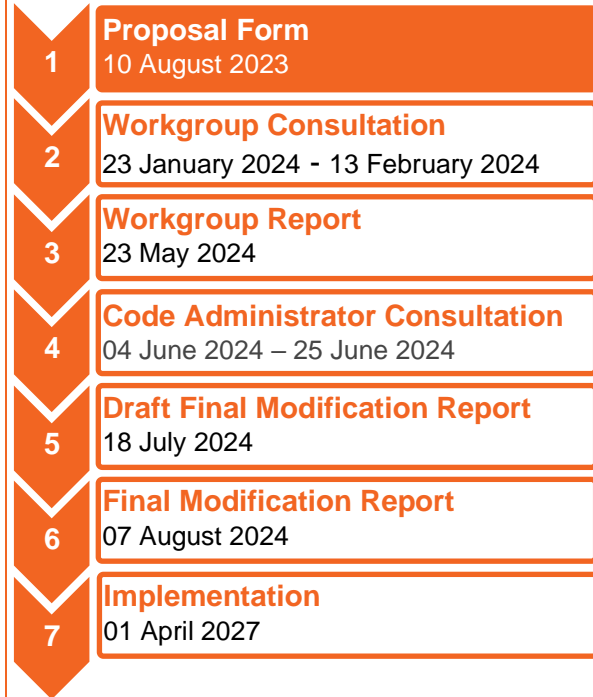 1
Proposal Form
10 August 2023
2
Workgroup Consultation
23 January 2024 - 13 February 2024
3
Workgroup Report
23 May 2024
4
Code Administrator Consultation
04 June 2024 – 25 June 2024
5
Draft Final Modification Report
18 July 2024
6
Final Modification Report
07 August 2024
7
Implementation
01 April 2027